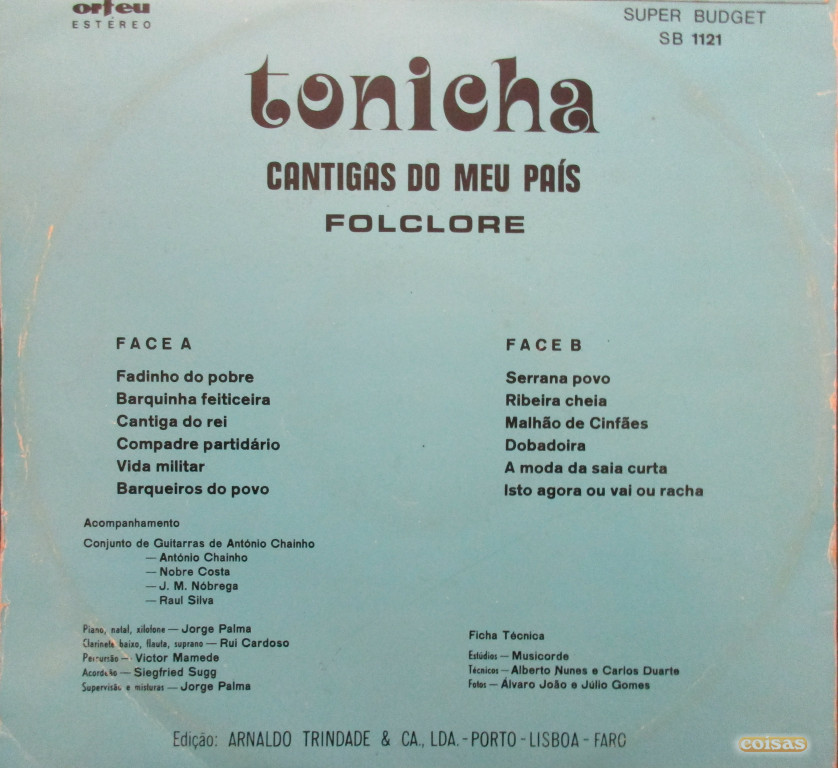 orfeu
ESTÉREO
SUPER BUDGET
SB 1121
tonicha
CANTIGAS DO MEU PAÍS
FOLCLORE
FACE A
Fadinho do pobre
Barquinha feiticeira
Cantiga do rei
Compadre partidário
Vida militar
Barqueiros do povo
FACE B
Serrana povo
Ribeira cheia
Malhão de Cinfães
Dobadoira
A moda da saia curta
Isto agora ou vai ou racha
Acompanhamento
Conjunto de Guitarras de António Chainho
— António Chainho
— Nobre Costa
— J. M. Nóbrega
— Raul Silva
Piano, natal, xilofone — Jorge Palma
Clarinete baixo, flauta, suprano — Rui Cardoso
Percursão — Victor Mamede
Acordeão — Siegfried Sugg
Supervisão e misturas — Jorge Palma
Ficha Técnica
Estúdios — Musicorde
Técnicos — Alberto Nunes e Carlos Duarte
Fotos — Álvaro João e Júlio Gomes
Edição: ARNALDO TRINDADE & CA., LDA. - PORTO - LISBOA - FARO
coisas